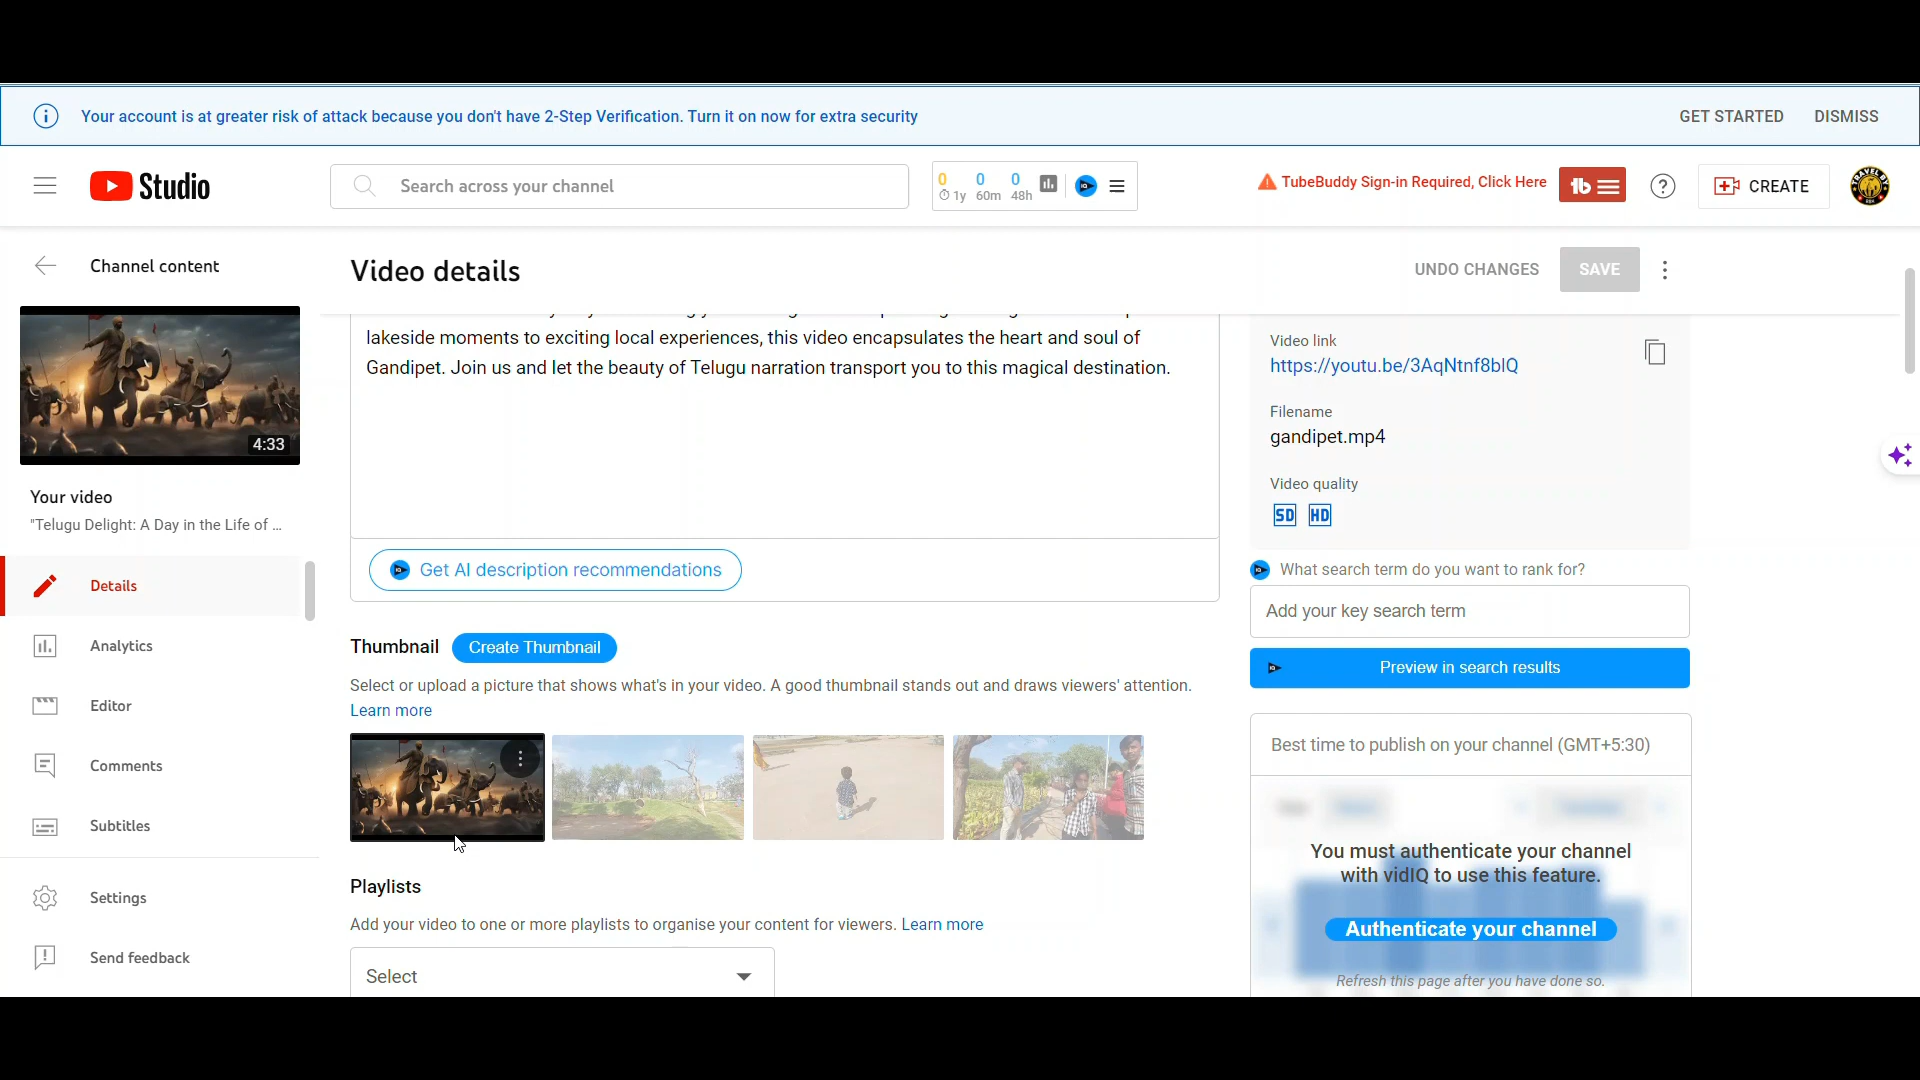 Your account is at greater risk of attack because you don't have 2-Step Verification. Turn it on now for extra security
GET STARTED
DISMISS
Studio
Search across your channel
0 0 0
1y 60m 48h
TubeBuddy Sign-in Required, Click Here
CREATE
Channel content
Video details
UNDO CHANGES
SAVE
4:33
Your video
"Telugu Delight: A Day in the Life of ...
Details
Analytics
Editor
Comments
Subtitles
Settings
Send feedback
lakeside moments to exciting local experiences, this video encapsulates the heart and soul of
Gandipet. Join us and let the beauty of Telugu narration transport you to this magical destination.
Get AI description recommendations
Thumbnail
Create Thumbnail
Select or upload a picture that shows what's in your video. A good thumbnail stands out and draws viewers' attention.
Learn more
Playlists
Add your video to one or more playlists to organise your content for viewers. Learn more
Select
Video link
https://youtu.be/3AqNtnf8blQ
Filename
gandipet.mp4
Video quality
SD HD
What search term do you want to rank for?
Add your key search term
Preview in search results
Best time to publish on your channel (GMT+5:30)
You must authenticate your channel
with vidIQ to use this feature.
Authenticate your channel
Refresh this page after you have done so.